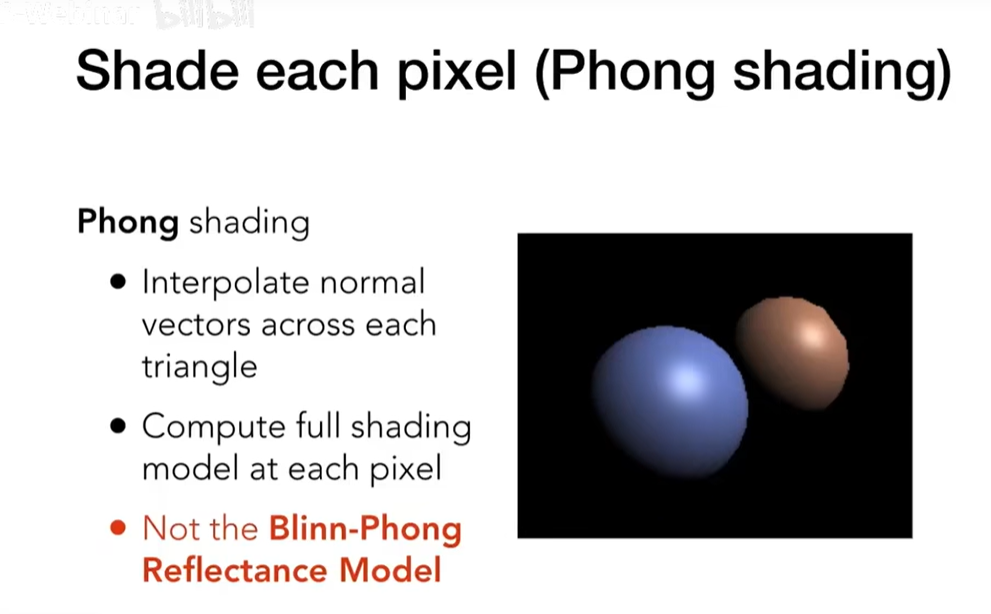 Shade each pixel (Phong shading)
Phong shading
• Interpolate normal
vectors across each
triangle
• Compute full shading
model at each pixel
• Not the Blinn-Phong
Reflectance Model